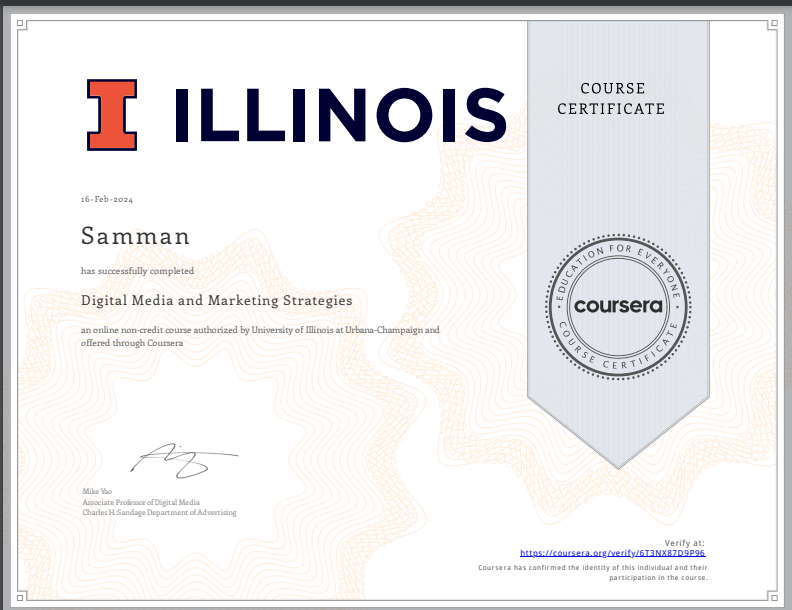 ILLINOIS
COURSE
CERTIFICATE
16-Feb-2024
Samman
has successfully completed
Digital Media and Marketing Strategies
an online non-credit course authorized by University of Illinois at Urbana-Champaign and
offered through Coursera
EDUCATION FOR EVERYONE
coursera
COURSE CERTIFICATE
Mike Yao
Associate Professor of Digital Media
Charles H. Sandage Department of Advertising
Verify at:
https://coursera.org/verify/6T3NX87D9P96
Coursera has confirmed the identity of this individual and their
participation in the course.